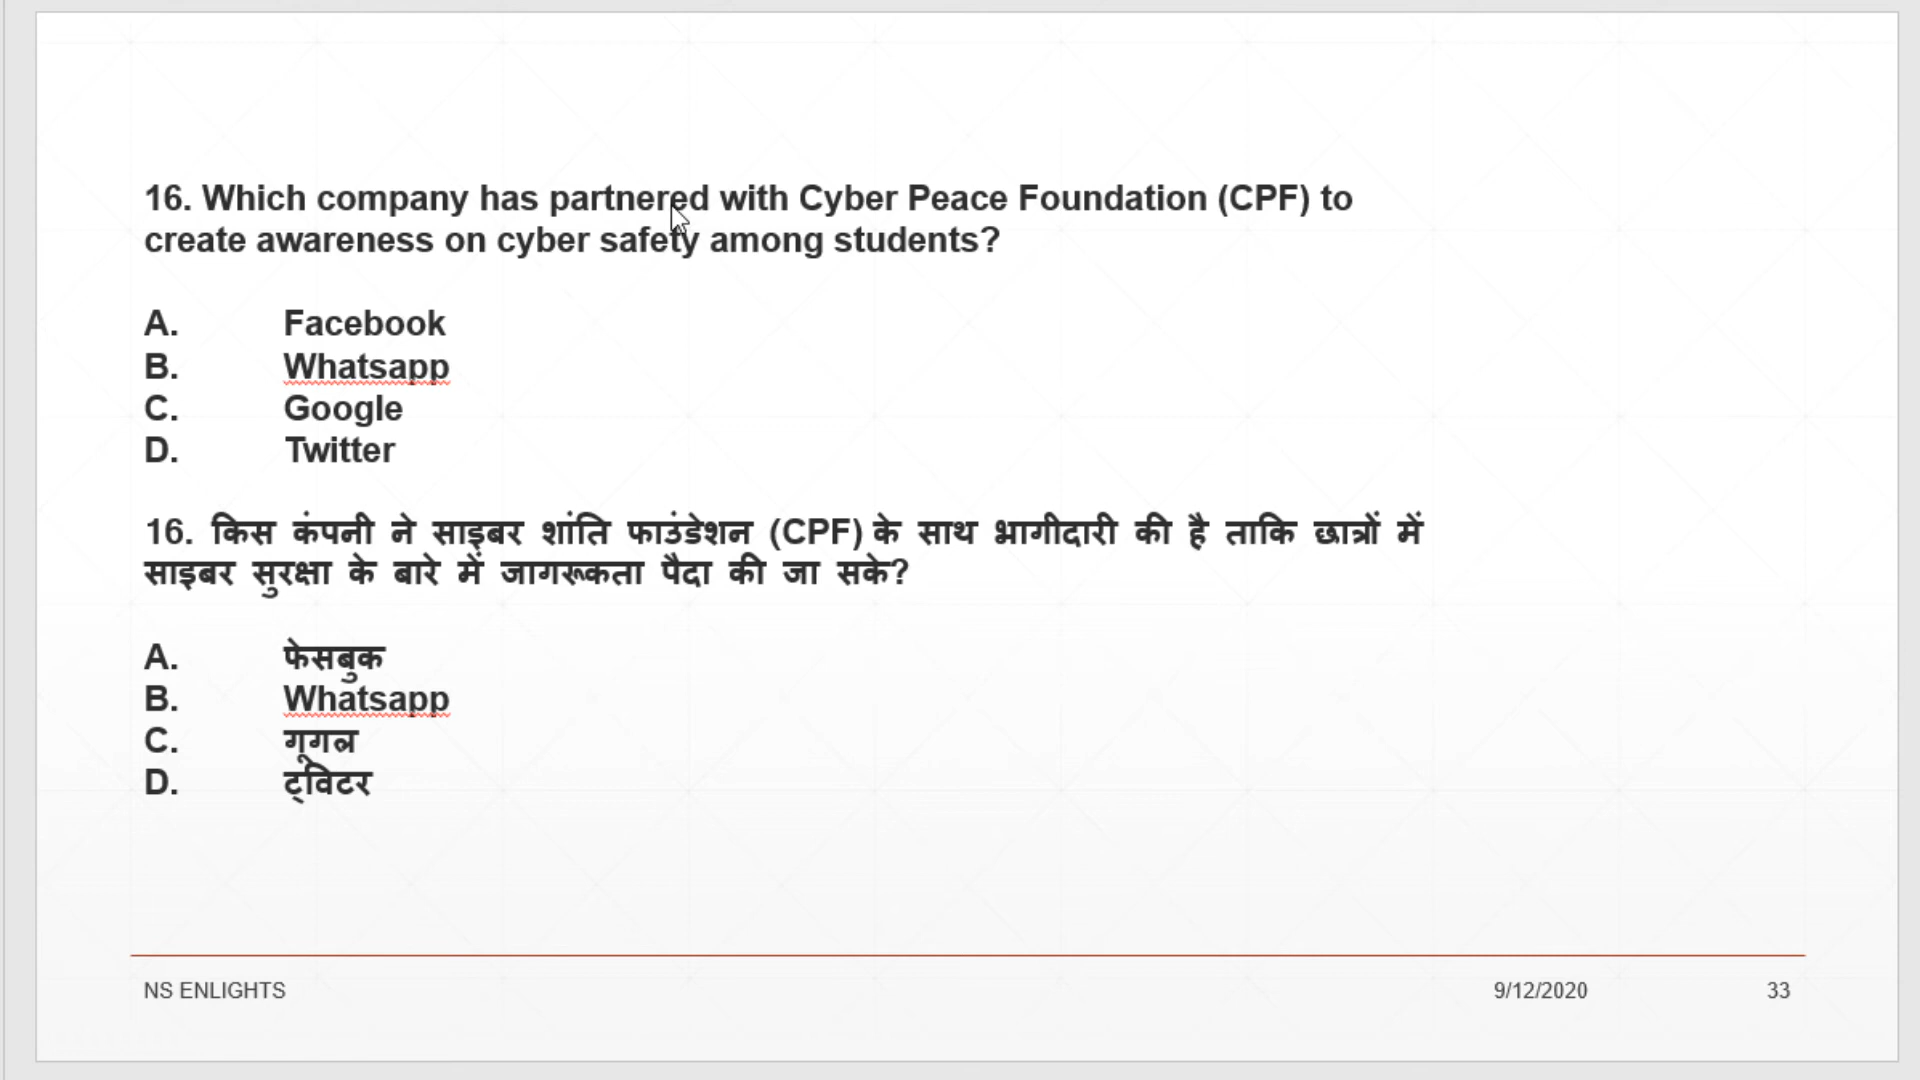 16. Which company has partnered with Cyber Peace Foundation (CPF) to
create awareness on cyber safety among students?
A. Facebook
B. Whatsapp
C. Google
D. Twitter
16. किस कंपनी ने साइबर शांति फाउंडेशन (CPF) के साथ भागीदारी की है ताकि छात्रों में
साइबर सुरक्षा के बारे में जागरूकता पैदा की जा सके?
A. फेसबुक
B. Whatsapp
C. गूगल
D. ट्विटर
NS ENLIGHTS 9/12/2020 33